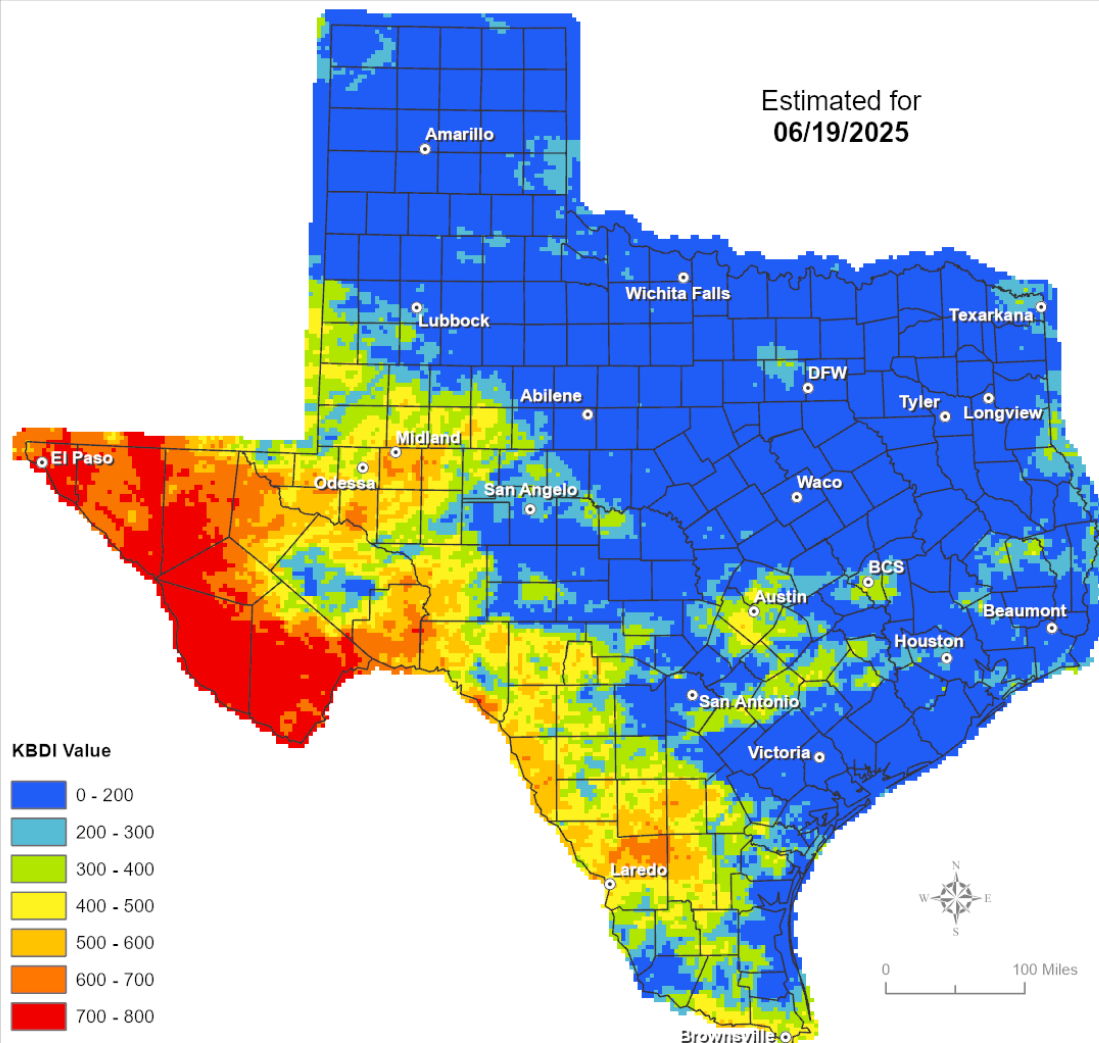 Estimated for
06/19/2025
Amarillo
Wichita Falls
Lubbock
Texarkana
DFW
Abilene
Tyler
Longview
Midland
El Paso
Odessa
San Angelo
Waco
BCS
Austin
Beaumont
Houston
San Antonio
Victoria
KBDI Value
0 - 200
200 - 300
300 - 400
400 - 500
500 - 600
600 - 700
700 - 800
Laredo
N
W
E
S
0
100 Miles
Brownsville